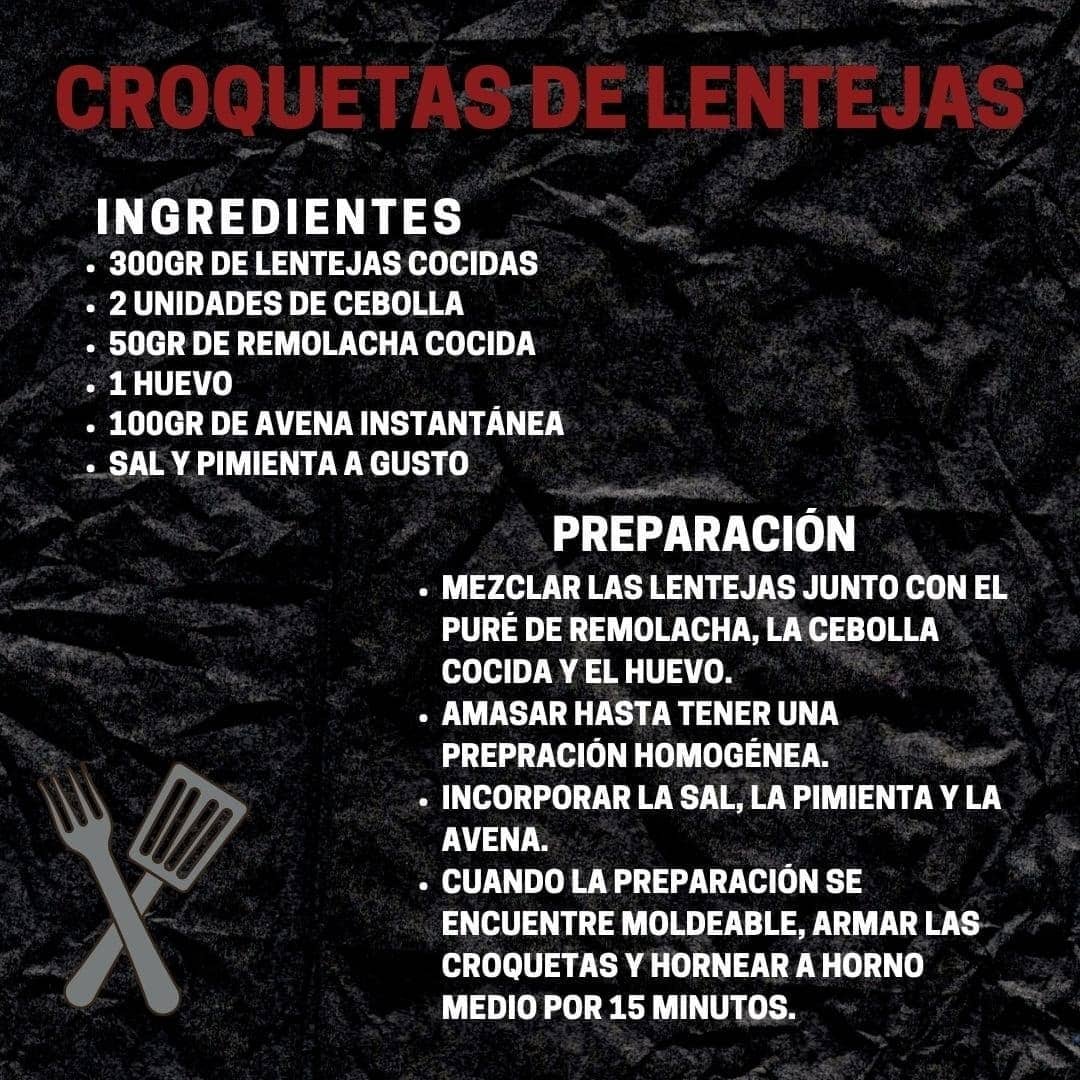 CROQUETAS DE LENTEJAS
INGREDIENTES
• 300GR DE LENTEJAS COCIDAS
• 2 UNIDADES DE CEBOLLA
• 50GR DE REMOLACHA COCIDA
• 1 HUEVO
• 100GR DE AVENA INSTANTÁNEA
• SAL Y PIMIENTA A GUSTO
PREPARACIÓN
• MEZCLAR LAS LENTEJAS JUNTO CON EL
PURÉ DE REMOLACHA, LA CEBOLLA
COCIDA Y EL HUEVO.
• AMASAR HASTA TENER UNA
PREPRACIÓN HOMOGÉNEA.
• INCORPORAR LA SAL, LA PIMIENTA Y LA
AVENA.
• CUANDO LA PREPARACIÓN SE
ENCUENTRE MOLDEABLE, ARMAR LAS
CROQUETAS Y HORNEAR A HORNO
MEDIO POR 15 MINUTOS.